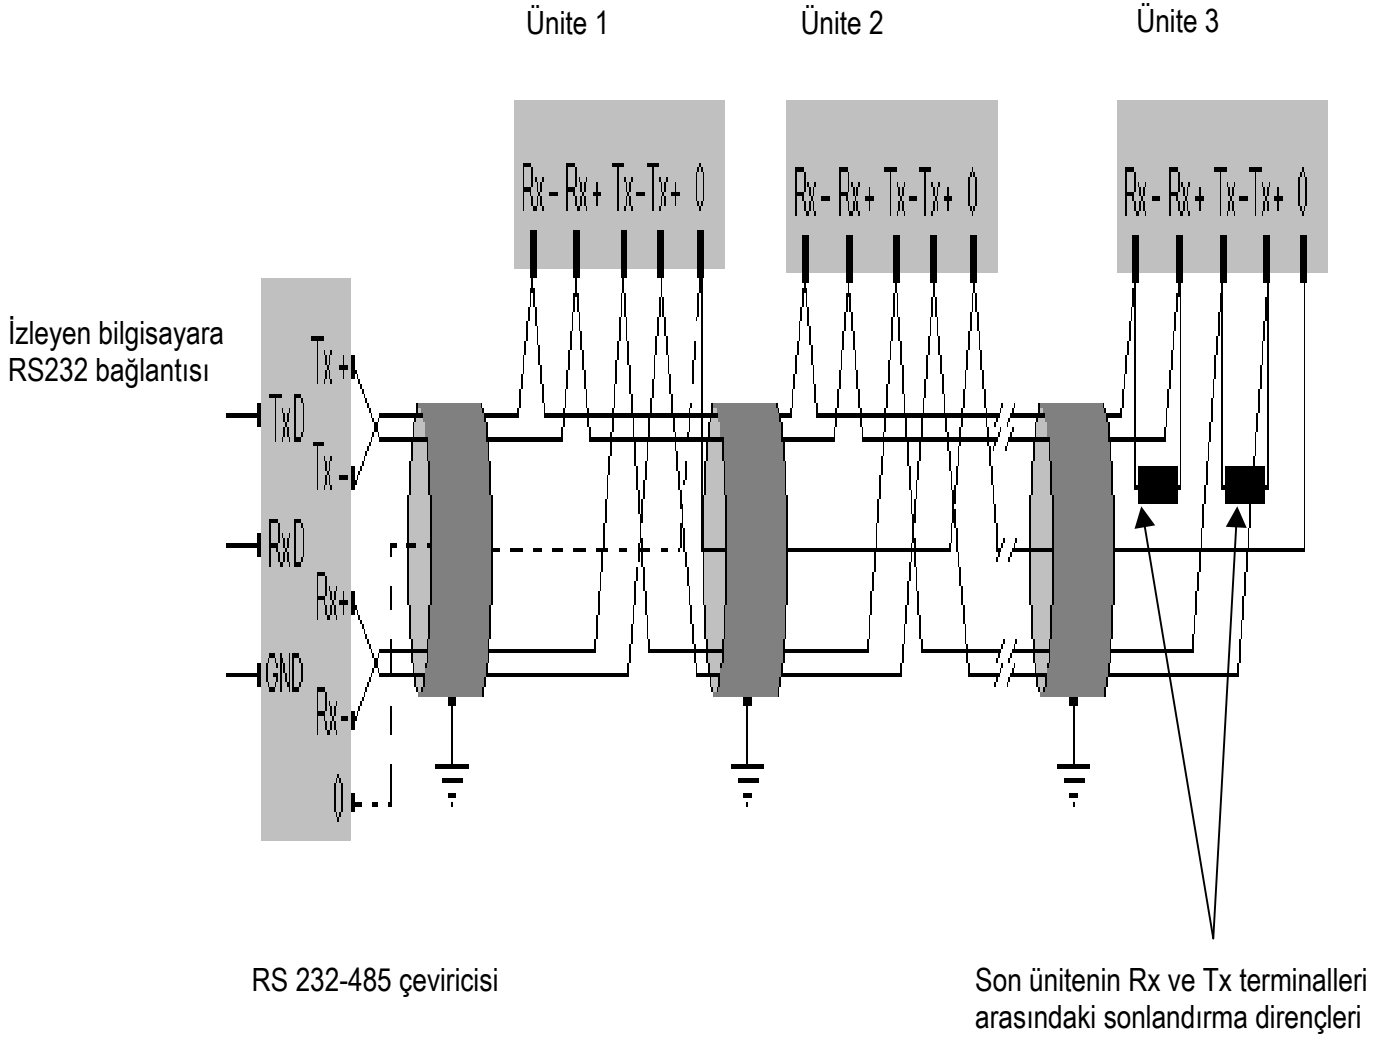 Ünite 1
Ünite 2
Ünite 3
Rx - Rx + Tx - Tx + 0
Rx - Rx + Tx - Tx + 0
Rx - Rx + Tx - Tx + 0
İzleyen bilgisayara
RS232 bağlantısı
Tx +
TxD
Tx -
RxD
Rx+
GND
Rx-
0
RS 232-485 çeviricisi
Son ünitenin Rx ve Tx terminalleri
arasındaki sonlandırma dirençleri